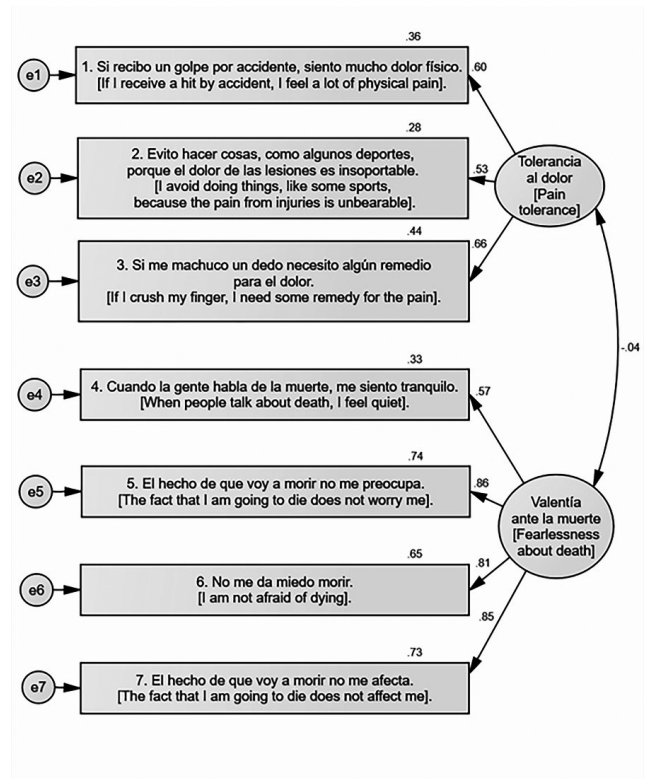 .36
e1
1. Si recibo un golpe por accidente, siento mucho dolor físico.
[If I receive a hit by accident, I feel a lot of physical pain].
.60
.28
e2
2. Evito hacer cosas, como algunos deportes,
porque el dolor de las lesiones es insoportable.
[I avoid doing things, like some sports,
because the pain from injuries is unbearable].
.53
Tolerancia
al dolor
[Pain
tolerance]
.44
e3
3. Si me machuco un dedo necesito algún remedio
para el dolor.
[If I crush my finger, I need some remedy for the pain].
.66
-.04
.33
e4
4. Cuando la gente habla de la muerte, me siento tranquilo.
[When people talk about death, I feel quiet].
.57
.74
e5
5. El hecho de que voy a morir no me preocupa.
[The fact that I am going to die does not worry me].
.86
Valentía
ante la muerte
[Fearlessness
about death]
.65
e6
6. No me da miedo morir.
[I am not afraid of dying].
.81
.85
.73
e7
7. El hecho de que voy a morir no me afecta.
[The fact that I am going to die does not affect me].